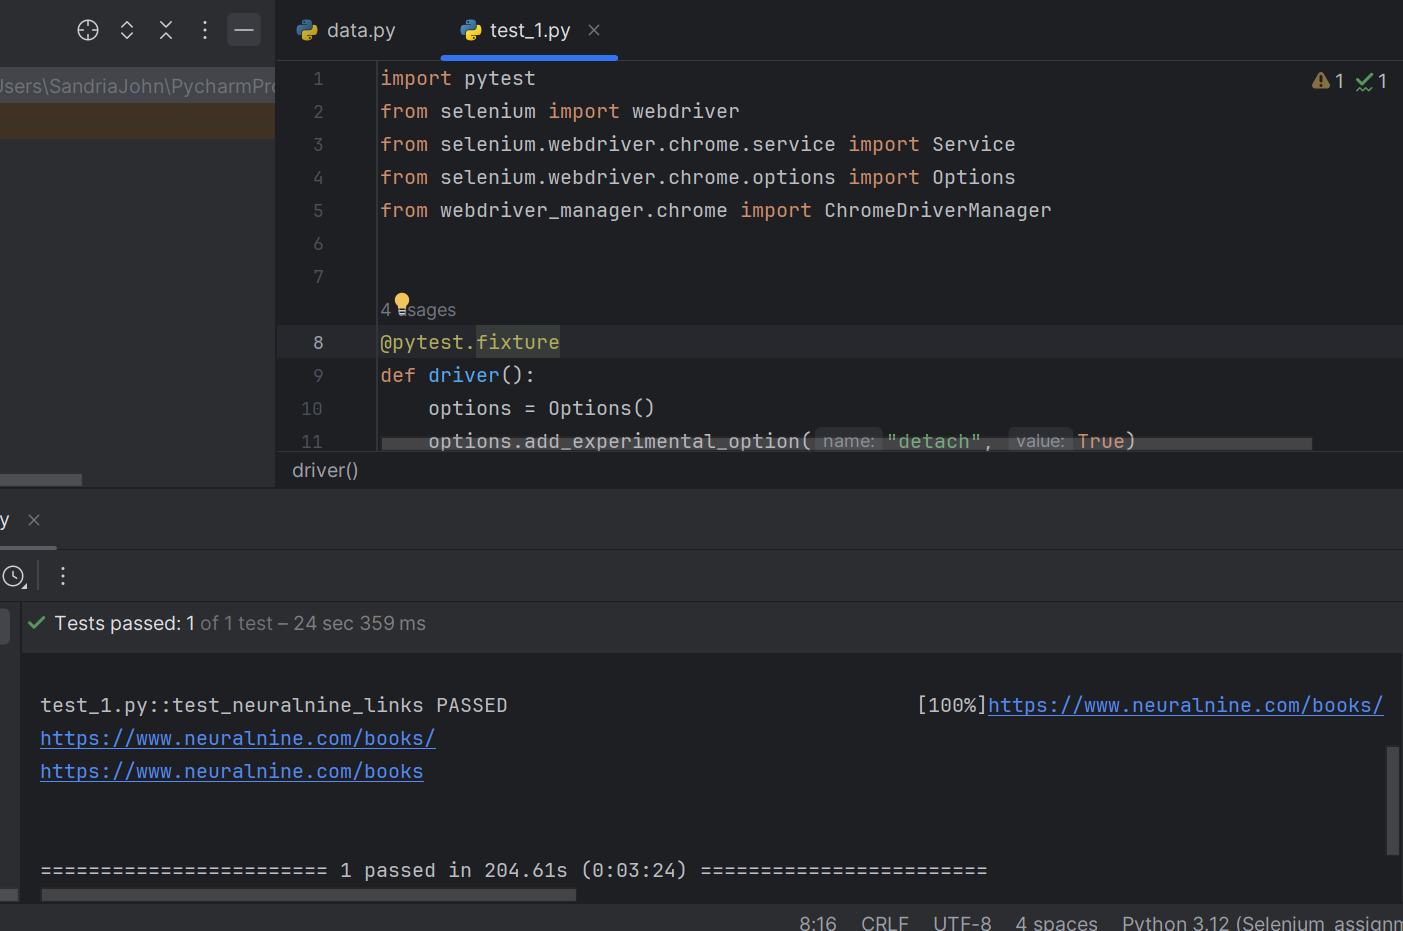 data.py
test_1.py
Users\SandriaJohn\PycharmPro
1 import pytest
2 from selenium import webdriver
3 from selenium.webdriver.chrome.service import Service
4 from selenium.webdriver.chrome.options import Options
5 from webdriver_manager.chrome import ChromeDriverManager
6
7
4 usages
8 @pytest.fixture
9 def driver():
10 options = Options()
11 options.add_experimental_option( name: "detach", value: True)
1 1
driver()
y
Tests passed: 1 of 1 test – 24 sec 359 ms
test_1.py::test_neuralnine_links PASSED [100%]https://www.neuralnine.com/books/
https://www.neuralnine.com/books/
https://www.neuralnine.com/books
======================== 1 passed in 204.61s (0:03:24) ========================
8:16 CRLF UTF-8 4 spaces Python 3.12 (Selenium_assignm